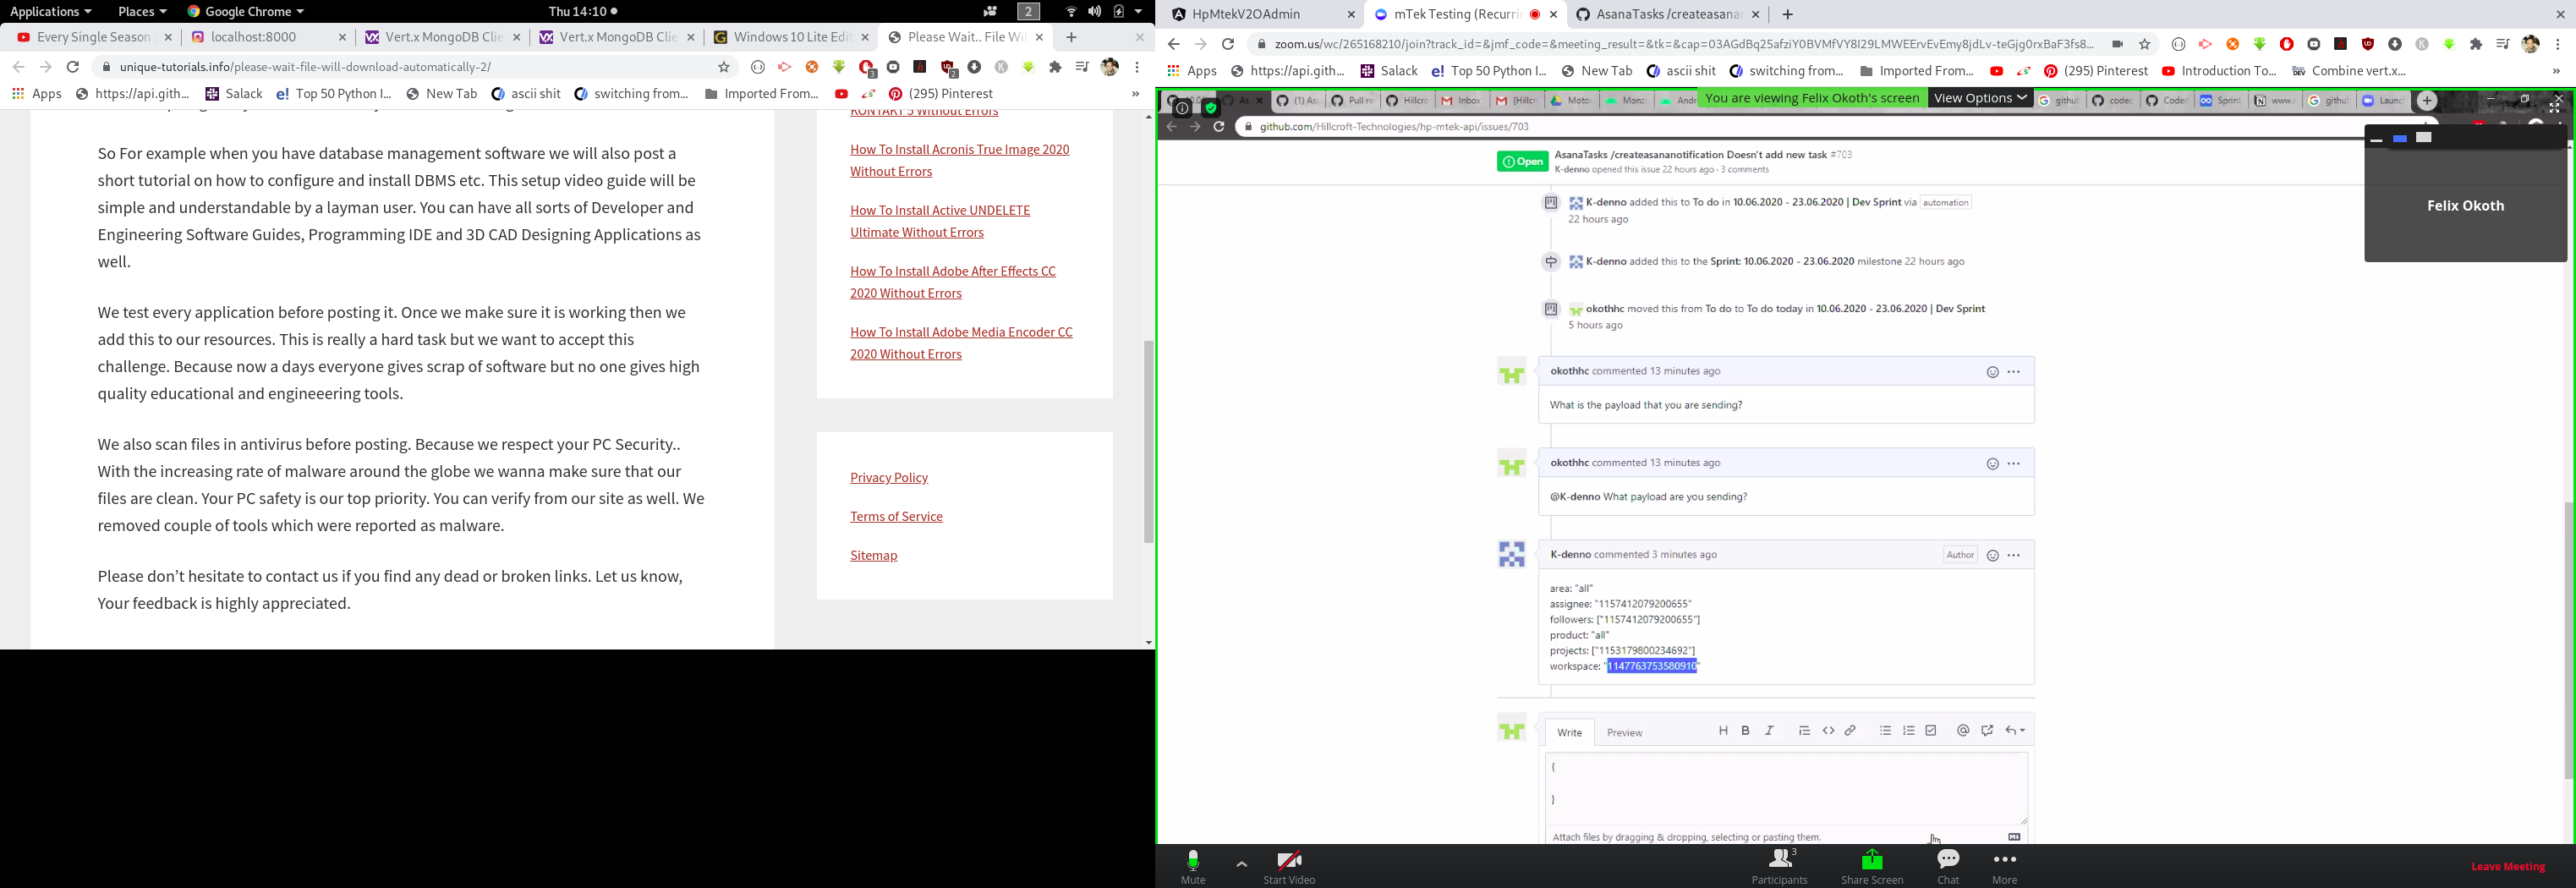 Applications Places Google Chrome Thu 14:10 2
Every Single Season localhost:8000 Vert.x MongoDB Clie Vert.x MongoDB Clie Windows 10 Lite Edit Please Wait.. File Wi
unique-tutorials.info/please-wait-file-will-download-automatically-2/
Apps https://api.gith... Salack Top 50 Python I... New Tab ascii shit switching from... Imported From... (295) Pinterest »
So For example when you have database management software we will also post a
short tutorial on how to configure and install DBMS etc. This setup video guide will be
simple and understandable by a layman user. You can have all sorts of Developer and
Engineering Software Guides, Programming IDE and 3D CAD Designing Applications as
well.
We test every application before posting it. Once we make sure it is working then we
add this to our resources. This is really a hard task but we want to accept this
challenge. Because now a days everyone gives scrap of software but no one gives high
quality educational and engineeering tools.
We also scan files in antivirus before posting. Because we respect your PC Security..
With the increasing rate of malware around the globe we wanna make sure that our
files are clean. Your PC safety is our top priority. You can verify from our site as well. We
removed couple of tools which were reported as malware.
Please don’t hesitate to contact us if you find any dead or broken links. Let us know,
Your feedback is highly appreciated.
KONTAKT 5 Without Errors
How To Install Acronis True Image 2020
Without Errors
How To Install Active UNDELETE
Ultimate Without Errors
How To Install Adobe After Effects CC
2020 Without Errors
How To Install Adobe Media Encoder CC
2020 Without Errors
Privacy Policy
Terms of Service
Sitemap
HpMtekV2OAdmin mTek Testing (Recurri AsanaTasks /createasana
Apps https://api.gith... Salack Top 50 Python I... New Tab ascii shit switching from... Imported From... (295) Pinterest Introduction To... Combine vert.x... »
You are viewing Felix Okoth's screen View Options
github.com/Hillcroft-Technologies/hp-mtek-api/issues/703
Felix Okoth
Open AsanaTasks /createasananotification Doesn't add new task #703
K-denno opened this issue 22 hours ago · 3 comments
K-denno added this to To do in 10.06.2020 - 23.06.2020 | Dev Sprint via automation
22 hours ago
K-denno added this to the Sprint: 10.06.2020 - 23.06.2020 milestone 22 hours ago
okothhc moved this from To do to To do today in 10.06.2020 - 23.06.2020 | Dev Sprint
5 hours ago
okothhc commented 13 minutes ago
What is the payload that you are sending?
okothhc commented 13 minutes ago
@K-denno What payload are you sending?
K-denno commented 3 minutes ago Author
area: "all"
assignee: "1157412079200655"
followers: ["1157412079200655"]
product: "all"
projects: ["1153179800234692"]
workspace: "1147763753580910"
Write Preview
{
}
Attach files by dragging & dropping, selecting or pasting them.
Mute Start Video Participants 3 Share Screen Chat More Leave Meeting